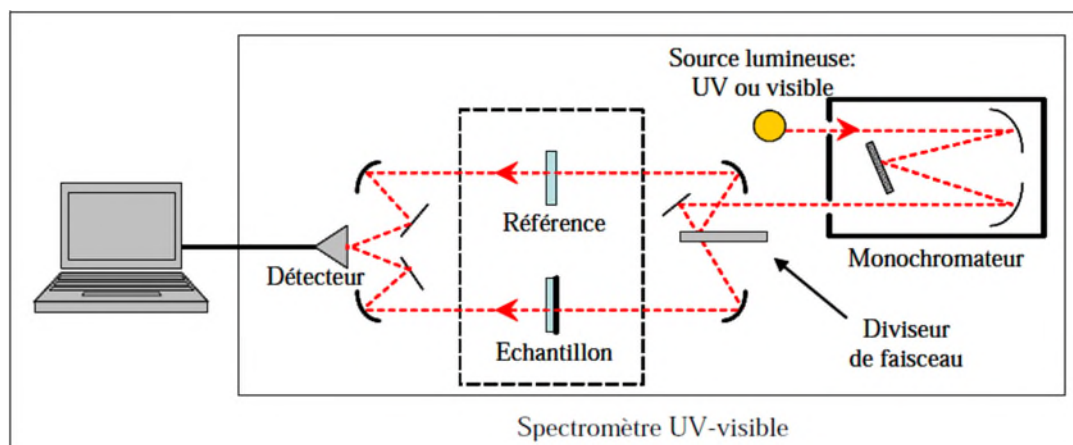 Source lumineuse:
UV ou visible
Référence
Détecteur
Monochromateur
Echantillon
Diviseur
de faisceau
Spectromètre UV-visible